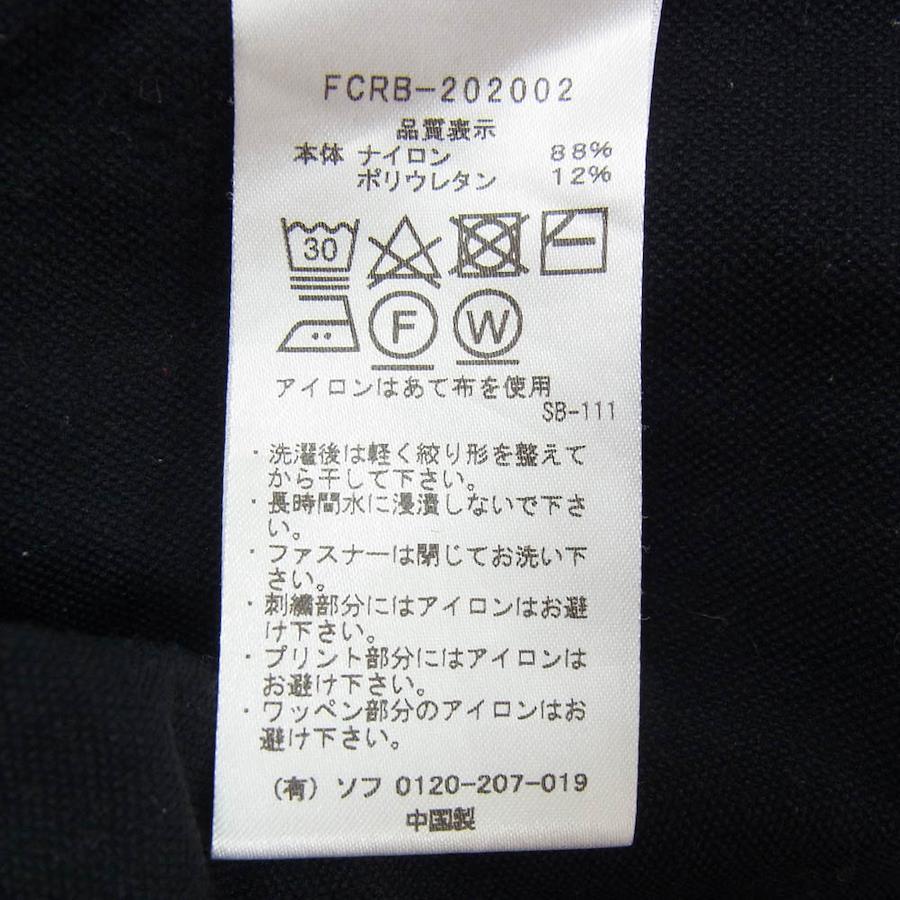 FCRB-202002
品質表示
本体 ナイロン 88%
ポリウレタン 12%
30
F W
アイロンはあて布を使用
SB-111
・洗濯後は軽く絞り形を整えて
から干して下さい。
・長時間水に浸漬しないで下さ
い。
・ファスナーは閉じてお洗い下
さい。
・刺繍部分にはアイロンはお避
け下さい。
・プリント部分にはアイロンは
お避け下さい。
・ワッペン部分のアイロンはお
避け下さい。
(有) ソフ 0120-207-019
中国製